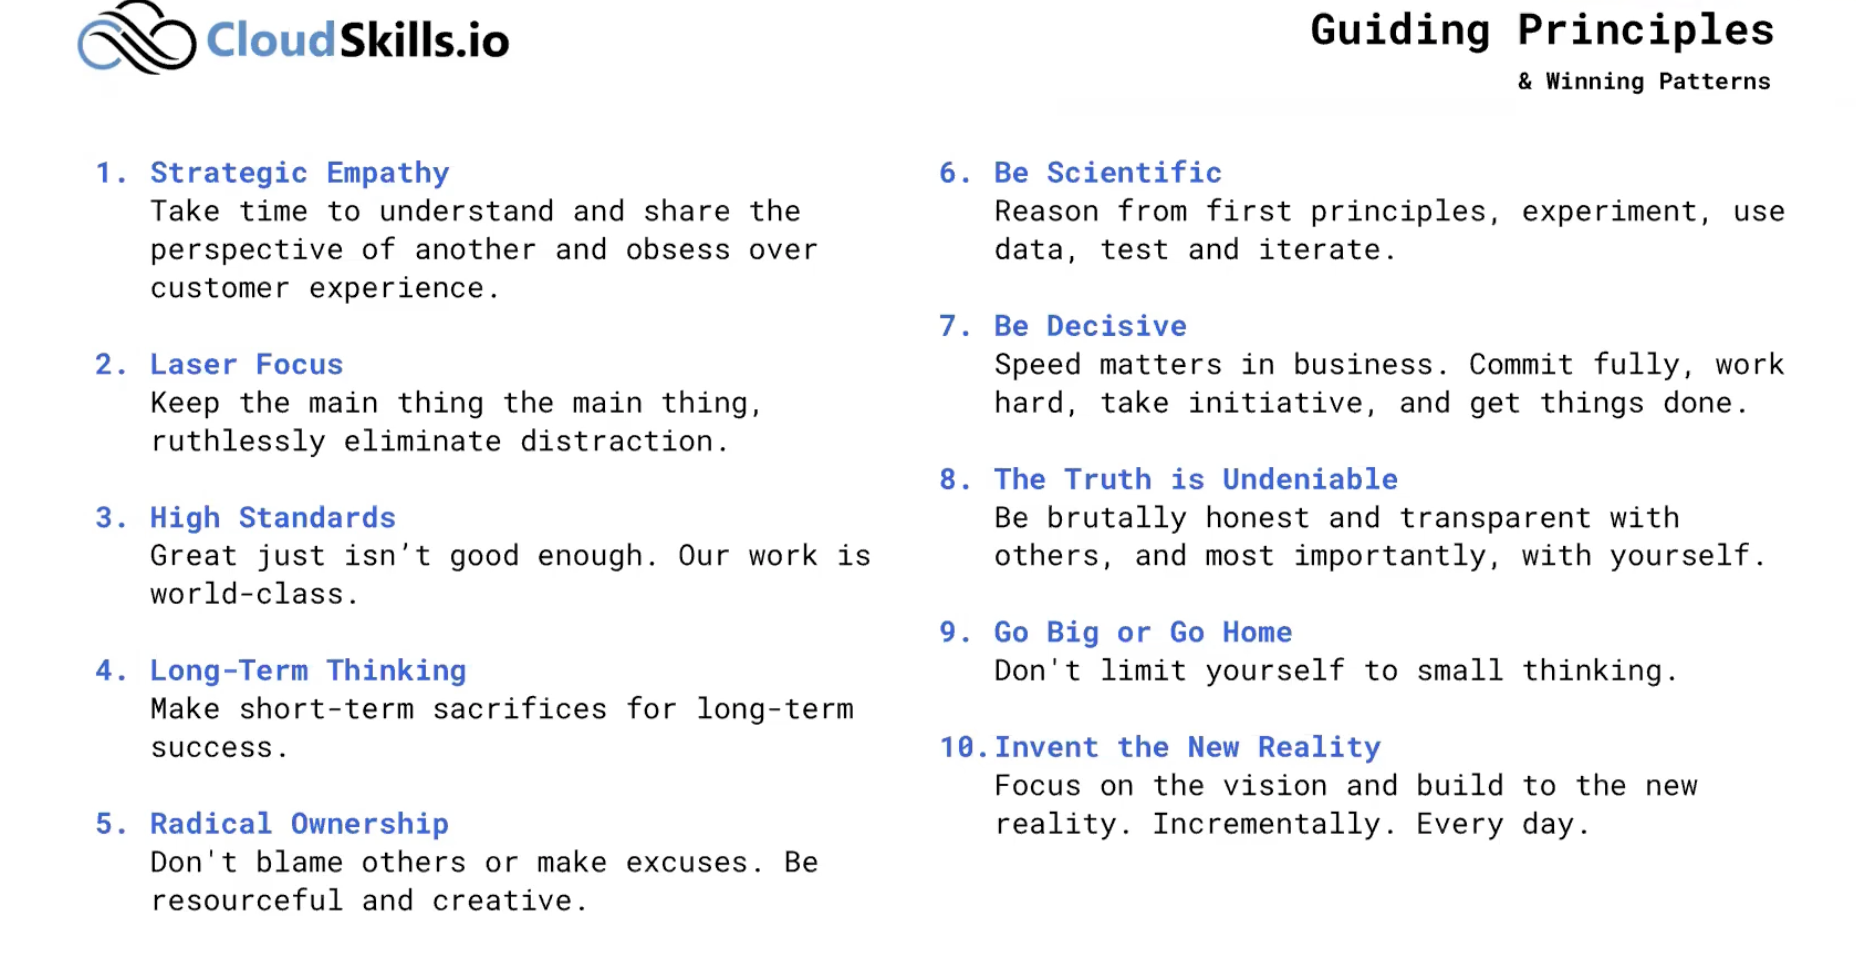 CloudSkills.io
Guiding Principles
& Winning Patterns
1. Strategic Empathy
Take time to understand and share the
perspective of another and obsess over
customer experience.
2. Laser Focus
Keep the main thing the main thing,
ruthlessly eliminate distraction.
3. High Standards
Great just isn’t good enough. Our work is
world-class.
4. Long-Term Thinking
Make short-term sacrifices for long-term
success.
5. Radical Ownership
Don't blame others or make excuses. Be
resourceful and creative.
6. Be Scientific
Reason from first principles, experiment, use
data, test and iterate.
7. Be Decisive
Speed matters in business. Commit fully, work
hard, take initiative, and get things done.
8. The Truth is Undeniable
Be brutally honest and transparent with
others, and most importantly, with yourself.
9. Go Big or Go Home
Don't limit yourself to small thinking.
10. Invent the New Reality
Focus on the vision and build to the new
reality. Incrementally. Every day.